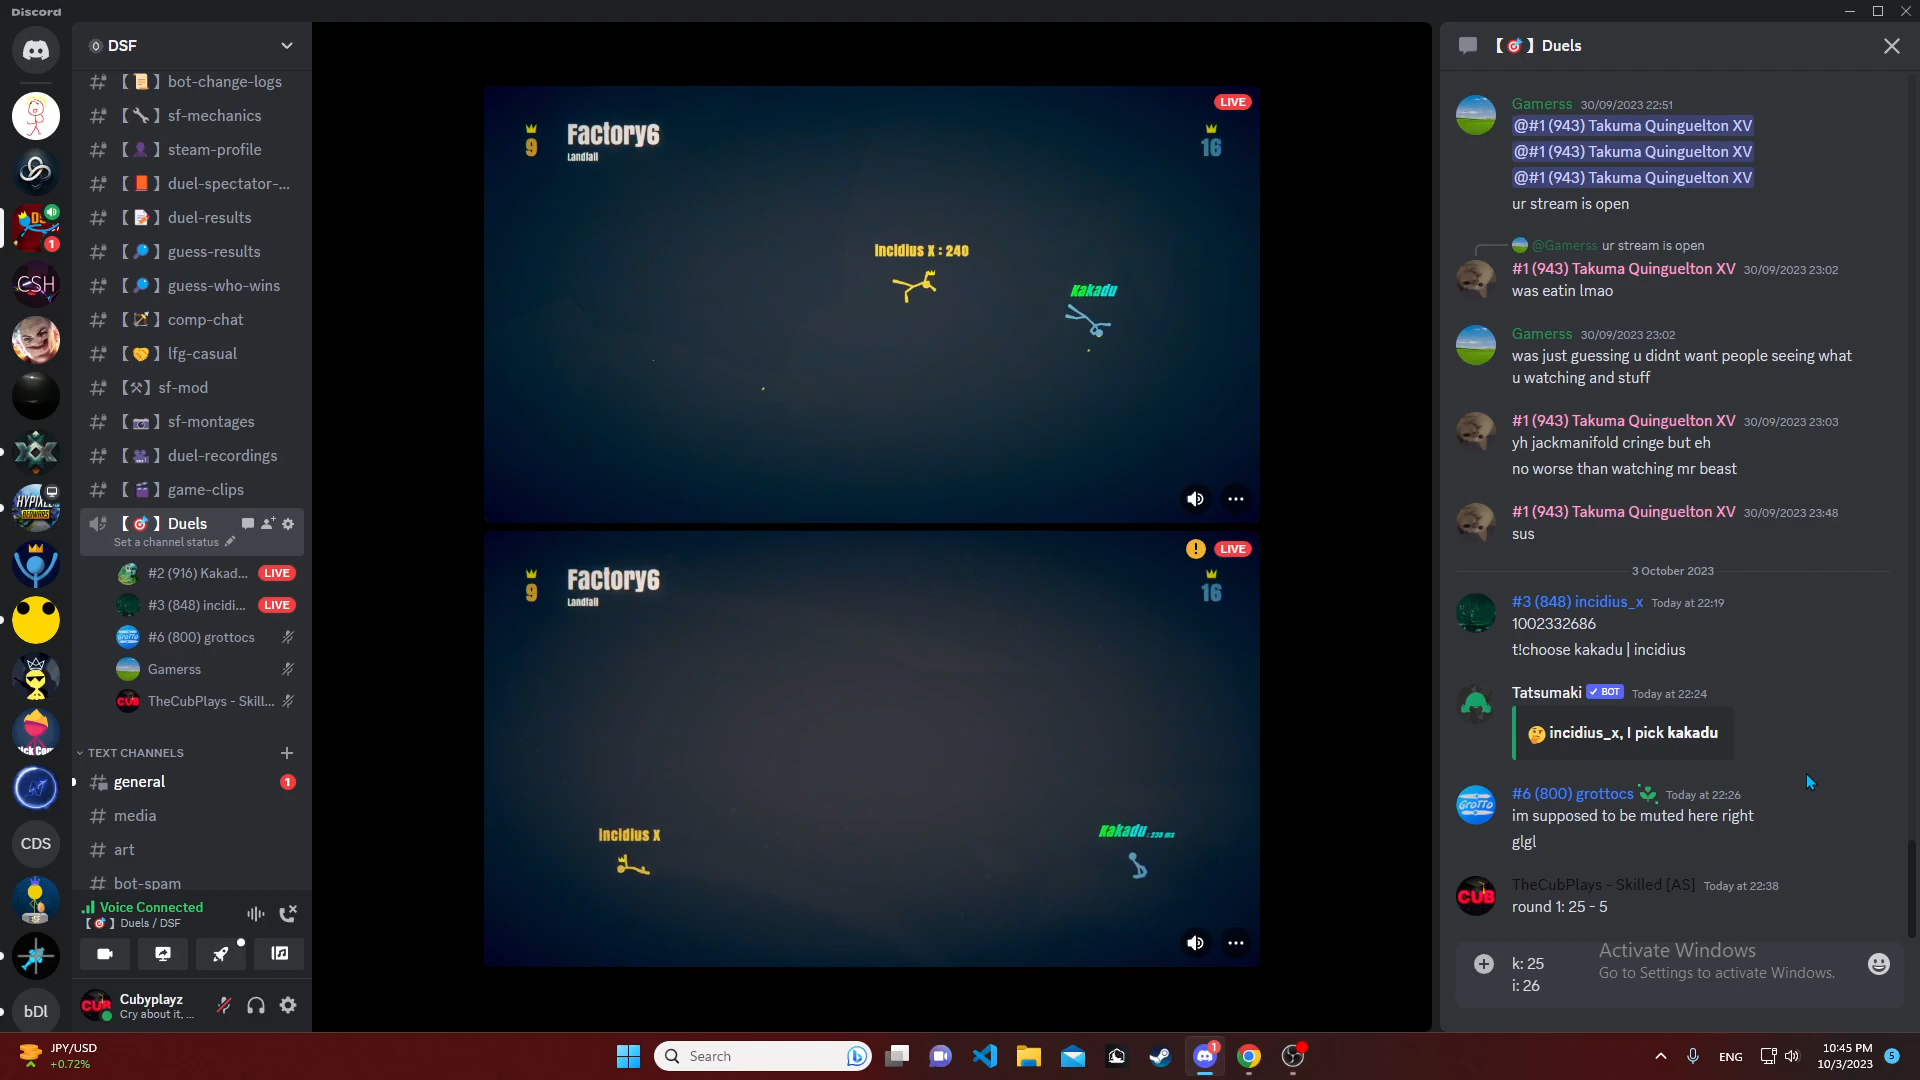 Discord
DSF
【📜】bot-change-logs
【🔧】sf-mechanics
【👤】steam-profile
【📕】duel-spectator-...
【📝】duel-results
【🔎】guess-results
【🔎】guess-who-wins
【🏹】comp-chat
【🤝】lfg-casual
【⚒】sf-mod
【📷】sf-montages
【🎥】duel-recordings
【🎬】game-clips
【🎯】Duels
Set a channel status
#2 (916) Kakad... LIVE
#3 (848) incidi... LIVE
#6 (800) grottocs
Gamerss
TheCubPlays - Skill...
TEXT CHANNELS
general 1
media
art
bot-spam
Voice Connected
【🎯】Duels / DSF
Cubyplayz
Cry about it, ...
1
CSH
HYPIXEL
BEDWARS
CDS
bDl
LIVE
9
Factory6
Landfall
16
incidius X : 240
Kakadu
LIVE
9
Factory6
Landfall
16
incidius X
Kakadu
【🎯】Duels
Gamerss 30/09/2023 22:51
@#1 (943) Takuma Quinguelton XV
@#1 (943) Takuma Quinguelton XV
@#1 (943) Takuma Quinguelton XV
ur stream is open
@Gamerss ur stream is open
#1 (943) Takuma Quinguelton XV 30/09/2023 23:02
was eatin lmao
Gamerss 30/09/2023 23:02
was just guessing u didnt want people seeing what
u watching and stuff
#1 (943) Takuma Quinguelton XV 30/09/2023 23:03
yh jackmanifold cringe but eh
no worse than watching mr beast
#1 (943) Takuma Quinguelton XV 30/09/2023 23:48
sus
3 October 2023
#3 (848) incidius_x Today at 22:19
1002332686
t!choose kakadu | incidius
Tatsumaki ✓ BOT Today at 22:24
🤔 incidius_x, I pick kakadu
#6 (800) grottocs Today at 22:26
im supposed to be muted here right
glgl
TheCubPlays - Skilled [AS] Today at 22:38
round 1: 25 - 5
k: 25
i: 26
Activate Windows
Go to Settings to activate Windows.
JPY/USD
+0.72%
Search
1
ENG
10:45 PM
10/3/2023
5